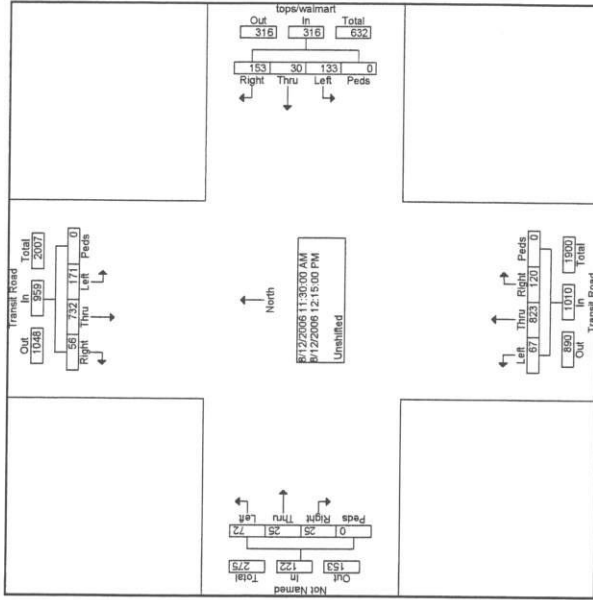 tops/walmart
Out In Total
316 316 632
153 30 133 0
Right Thru Left Peds
Transit Road
Out In Total
1048 959 2007
56 732 171 0
Right Thru Left Peds
North
8/12/2006 11:30:00 AM
8/12/2006 12:15:00 PM
Unshifted
Left Thru Right Peds
67 823 120 0
890 1010 1900
Out In Total
Transit Road
Left Thru Right Peds
72 25 25 0
275 122 153
Total In Out
Not Named